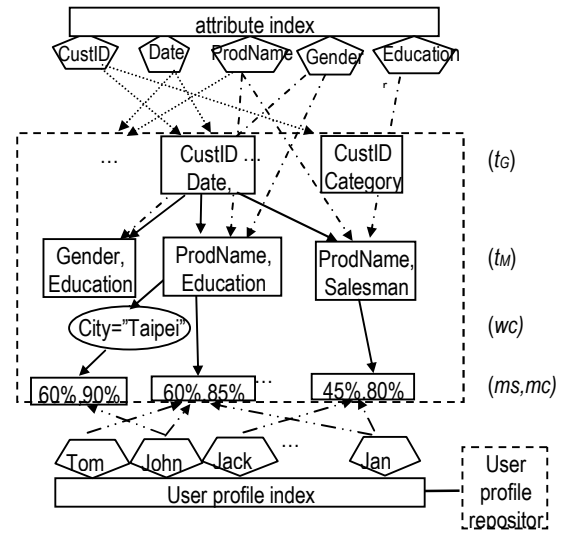 attribute index
CustID Date ProdName Gender Education
r
... CustID ... CustID
Date, Category
(tG)
Gender, ProdName, ProdName,
Education Education Salesman
(tM)
City="Taipei"
(wc)
60%,90% 60%,85% ... 45%,80%
(ms,mc)
Tom John Jack ... Jan
User profile index
User
profile
repositor